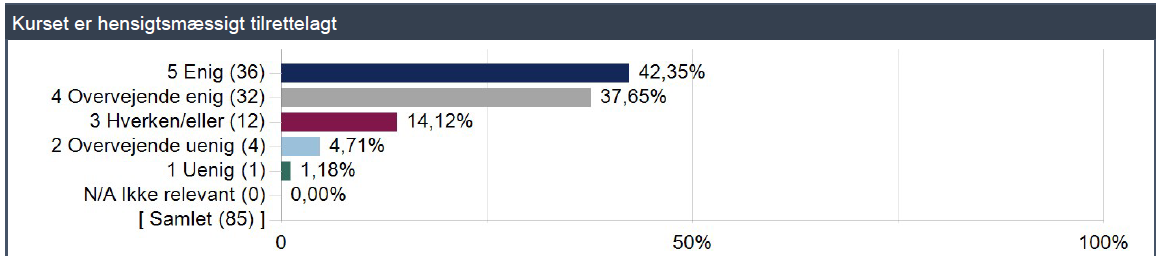 Kurset er hensigtsmæssigt tilrettelagt
5 Enig (36) 42,35%
4 Overvejende enig (32) 37,65%
3 Hverken/eller (12) 14,12%
2 Overvejende uenig (4) 4,71%
1 Uenig (1) 1,18%
N/A Ikke relevant (0) 0,00%
[ Samlet (85) ]
0 50% 100%